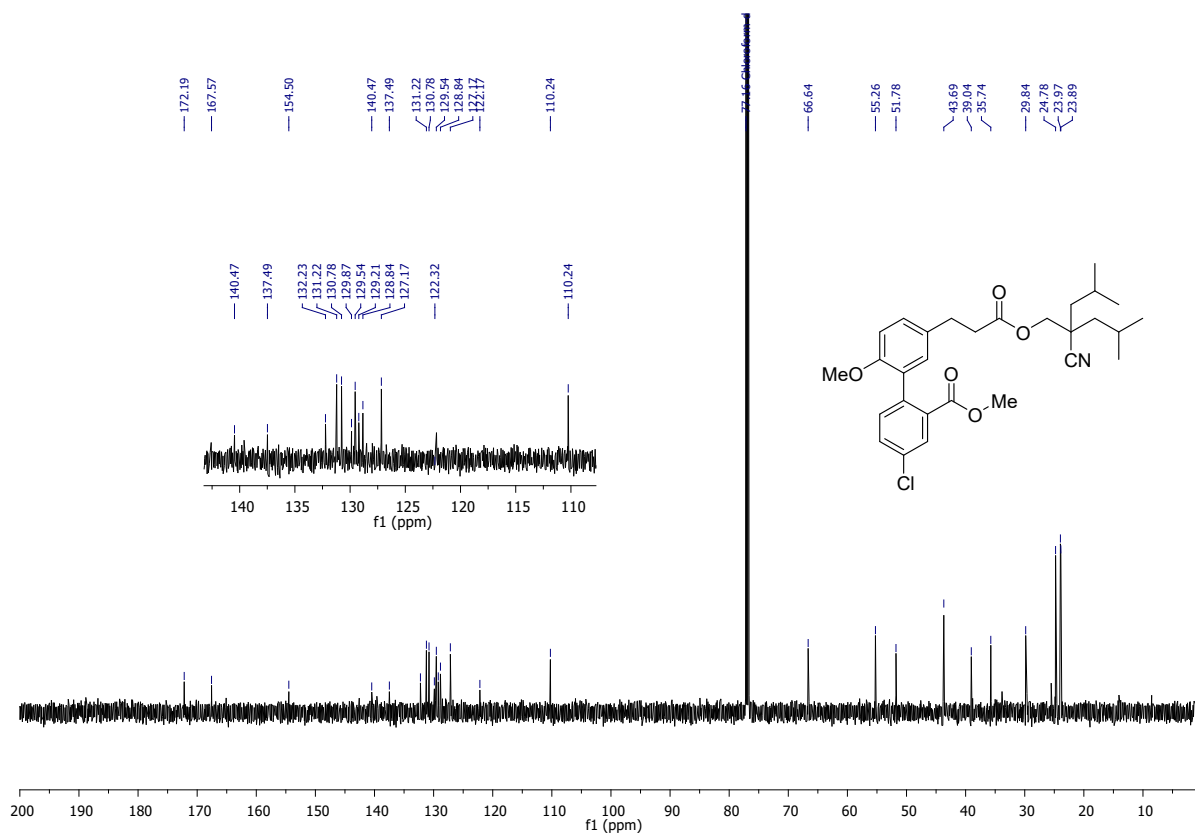 172.19
167.57
154.50
140.47
137.49
131.22
130.78
129.54
128.84
127.17
122.17
110.24
77.16 Chloroform-d
66.64
55.26
51.78
43.69
39.04
35.74
29.84
24.78
23.97
23.89
140.47
137.49
132.23
131.22
130.78
129.87
129.54
129.21
128.84
127.17
122.32
110.24
140 135 130 125 120 115 110
f1 (ppm)
O
O
CN
MeO
O
O
Me
Cl
200 190 180 170 160 150 140 130 120 110 100 90 80 70 60 50 40 30 20 10
f1 (ppm)